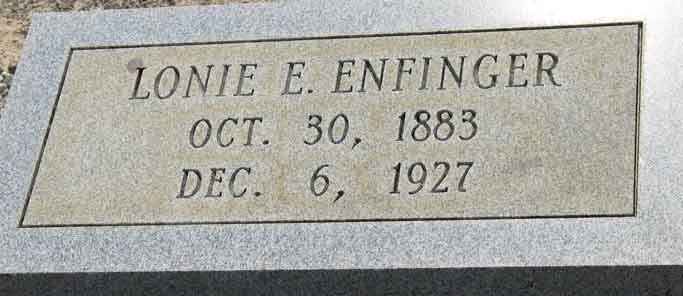 LONIE E. ENFINGER
OCT. 30, 1883
DEC. 6, 1927